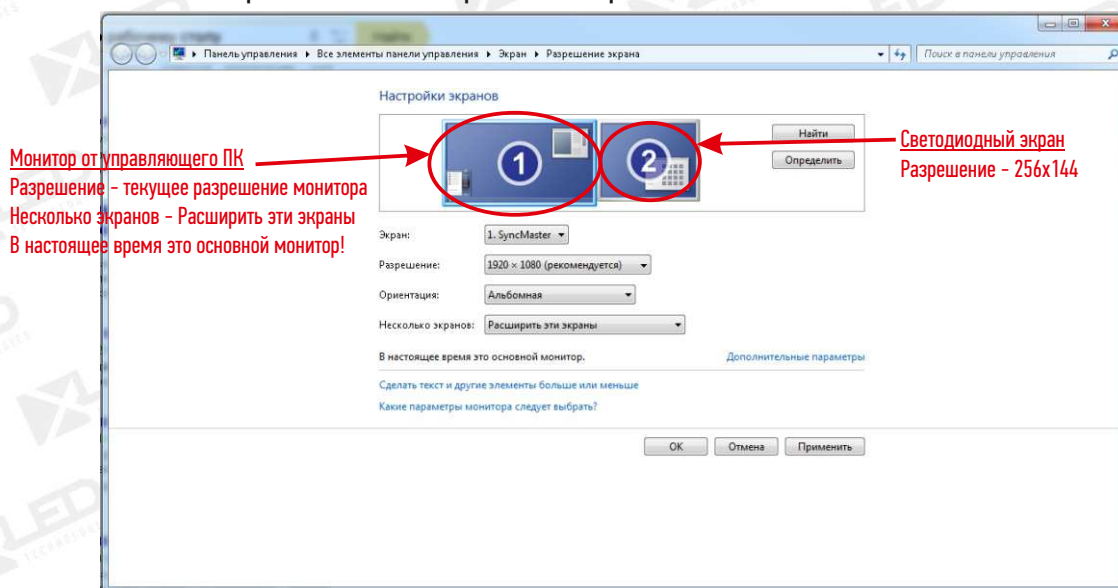 Панель управления ▸ Все элементы панели управления ▸ Экран ▸ Разрешение экрана
Поиск в панели управления
Настройки экранов
1
2
Найти
Определить
Монитор от управляющего ПК
Разрешение - текущее разрешение монитора
Несколько экранов - Расширить эти экраны
В настоящее время это основной монитор!
Светодиодный экран
Разрешение - 256x144
Экран:
1. SyncMaster
Разрешение:
1920 × 1080 (рекомендуется)
Ориентация:
Альбомная
Несколько экранов:
Расширить эти экраны
В настоящее время это основной монитор.
Дополнительные параметры
Сделать текст и другие элементы больше или меньше
Какие параметры монитора следует выбрать?
ОК
Отмена
Применить